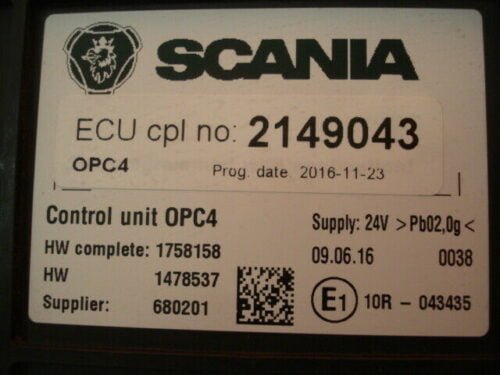 SCANIA
ECU cpl no: 2149043
OPC4 Prog. date. 2016-11-23
Control unit OPC4 Supply: 24V >Pb02,0g<
HW complete: 1758158 09.06.16 0038
HW 1478537
Supplier: 680201 E1 10R - 043435